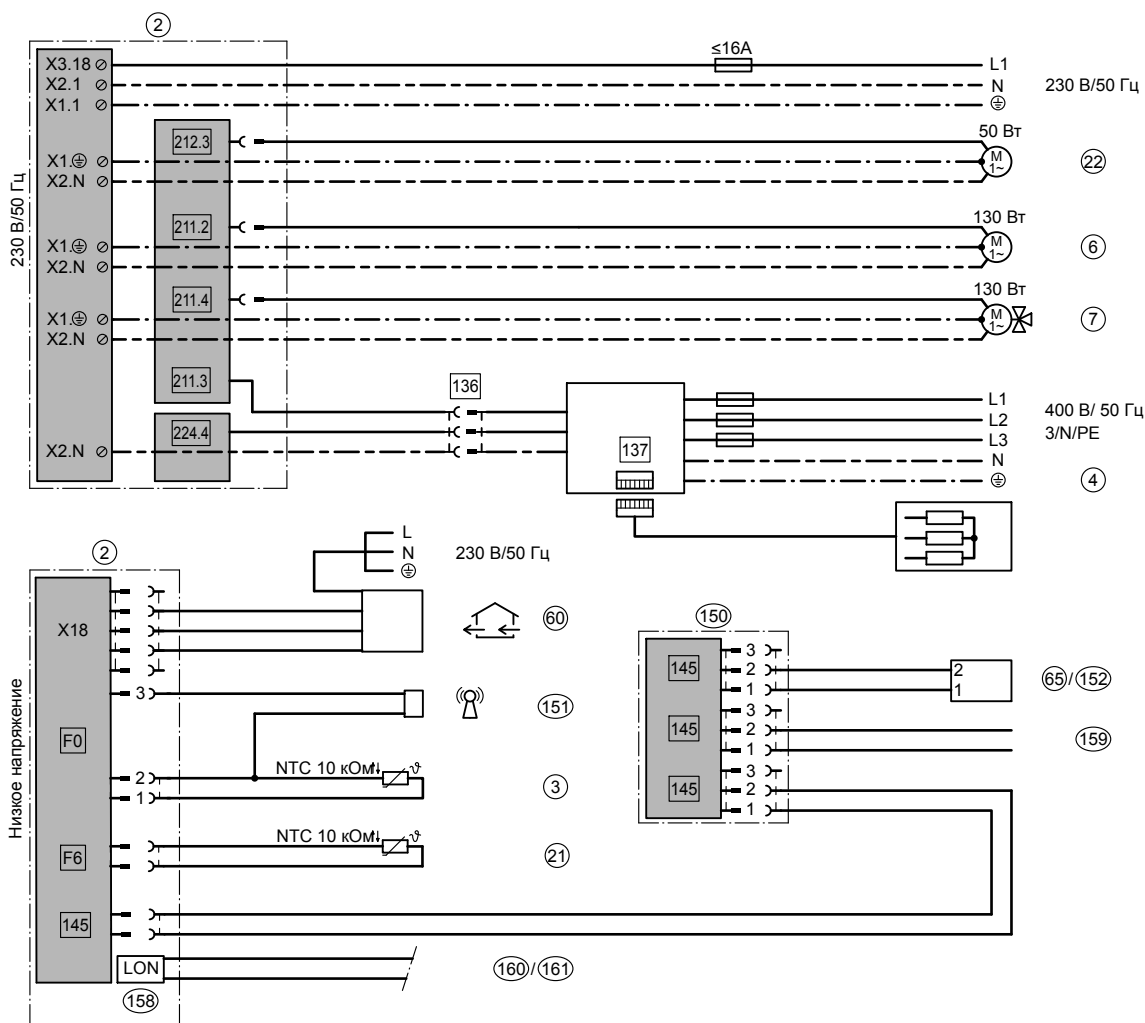 2
X3.18 ≤16A L1
X2.1 N 230 В/50 Гц
X1.1
212.3 50 Вт
X1. M 1~ 22
X2.N
230 В/50 Гц
211.2 130 Вт
X1. M 1~ 6
X2.N
211.4 130 Вт
X1. M 1~ 7
X2.N
211.3 136 L1
400 В/ 50 Гц
224.4 L2
3/N/PE
X2.N 137 L3
N
4
2
L
N 230 В/50 Гц
X18 60
150
145 3
2 2
1 1
65/152
3 151
145 3
2
1
159
F0
2 NTC 10 кОм ϑ 3
1
145 3
2
1
F6 NTC 10 кОм ϑ 21
145
Низкое напряжение
LON 160/161
158